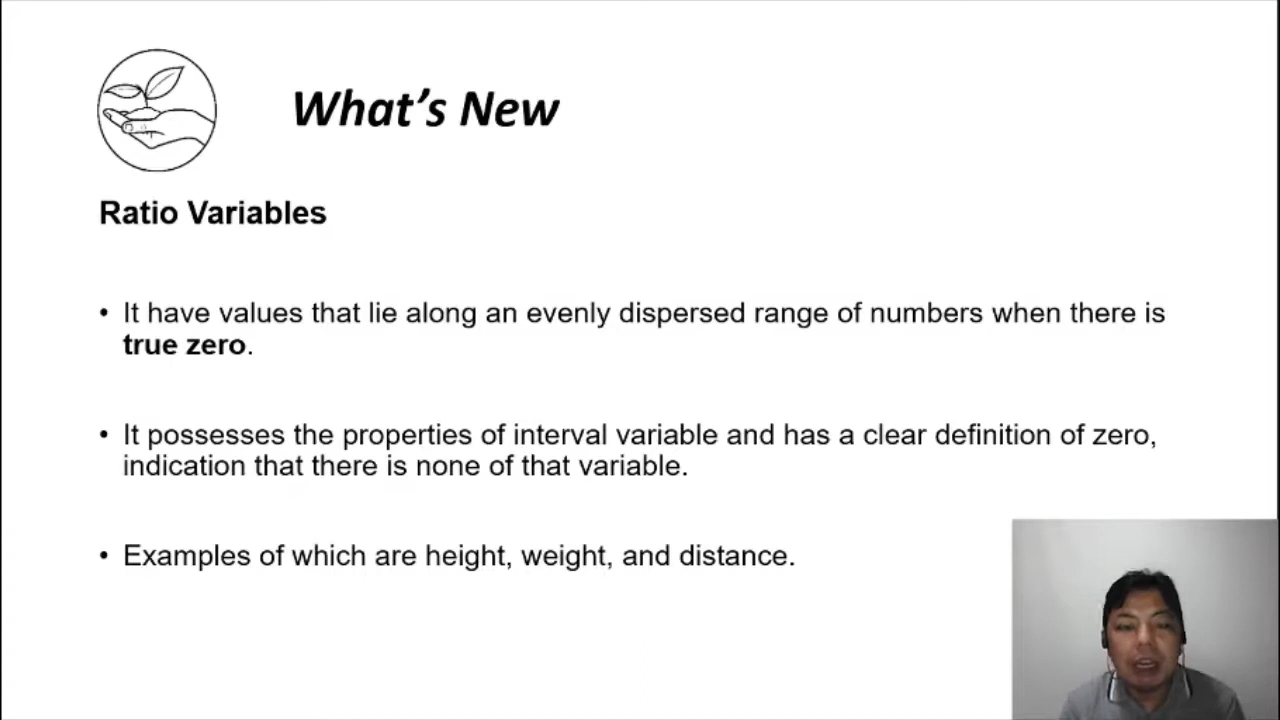 What's New
Ratio Variables
• It have values that lie along an evenly dispersed range of numbers when there is
true zero.
• It possesses the properties of interval variable and has a clear definition of zero,
indication that there is none of that variable.
• Examples of which are height, weight, and distance.